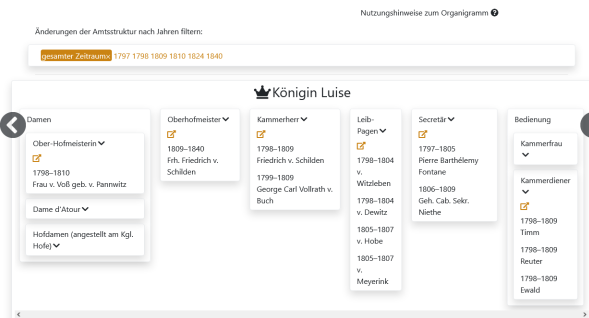 Nutzungshinweise zum Organigramm
Änderungen der Amtsstruktur nach Jahren filtern:
gesamter Zeitraum× 1797 1798 1809 1810 1824 1840
Königin Luise
Damen
Ober-Hofmeisterin
1798–1810
Frau v. Voß geb. v. Pannwitz
Dame d'Atour
Hofdamen (angestellt am Kgl.
Hofe)
Oberhofmeister
1809–1840
Frh. Friedrich v.
Schilden
Kammerherr
1798–1809
Friedrich v. Schilden
1799–1809
George Carl Vollrath v.
Buch
Leib-
Pagen
1798–1804
v.
Witzleben
1798–1804
v. Dewitz
1805–1807
v. Hobe
1805–1807
v.
Meyerink
Secretär
1797–1805
Pierre Barthélemy
Fontane
1806–1809
Geh. Cab. Sekr.
Niethe
Bedienung
Kammerfrau
Kammerdiener
1798–1809
Timm
1798–1809
Reuter
1798–1809
Ewald